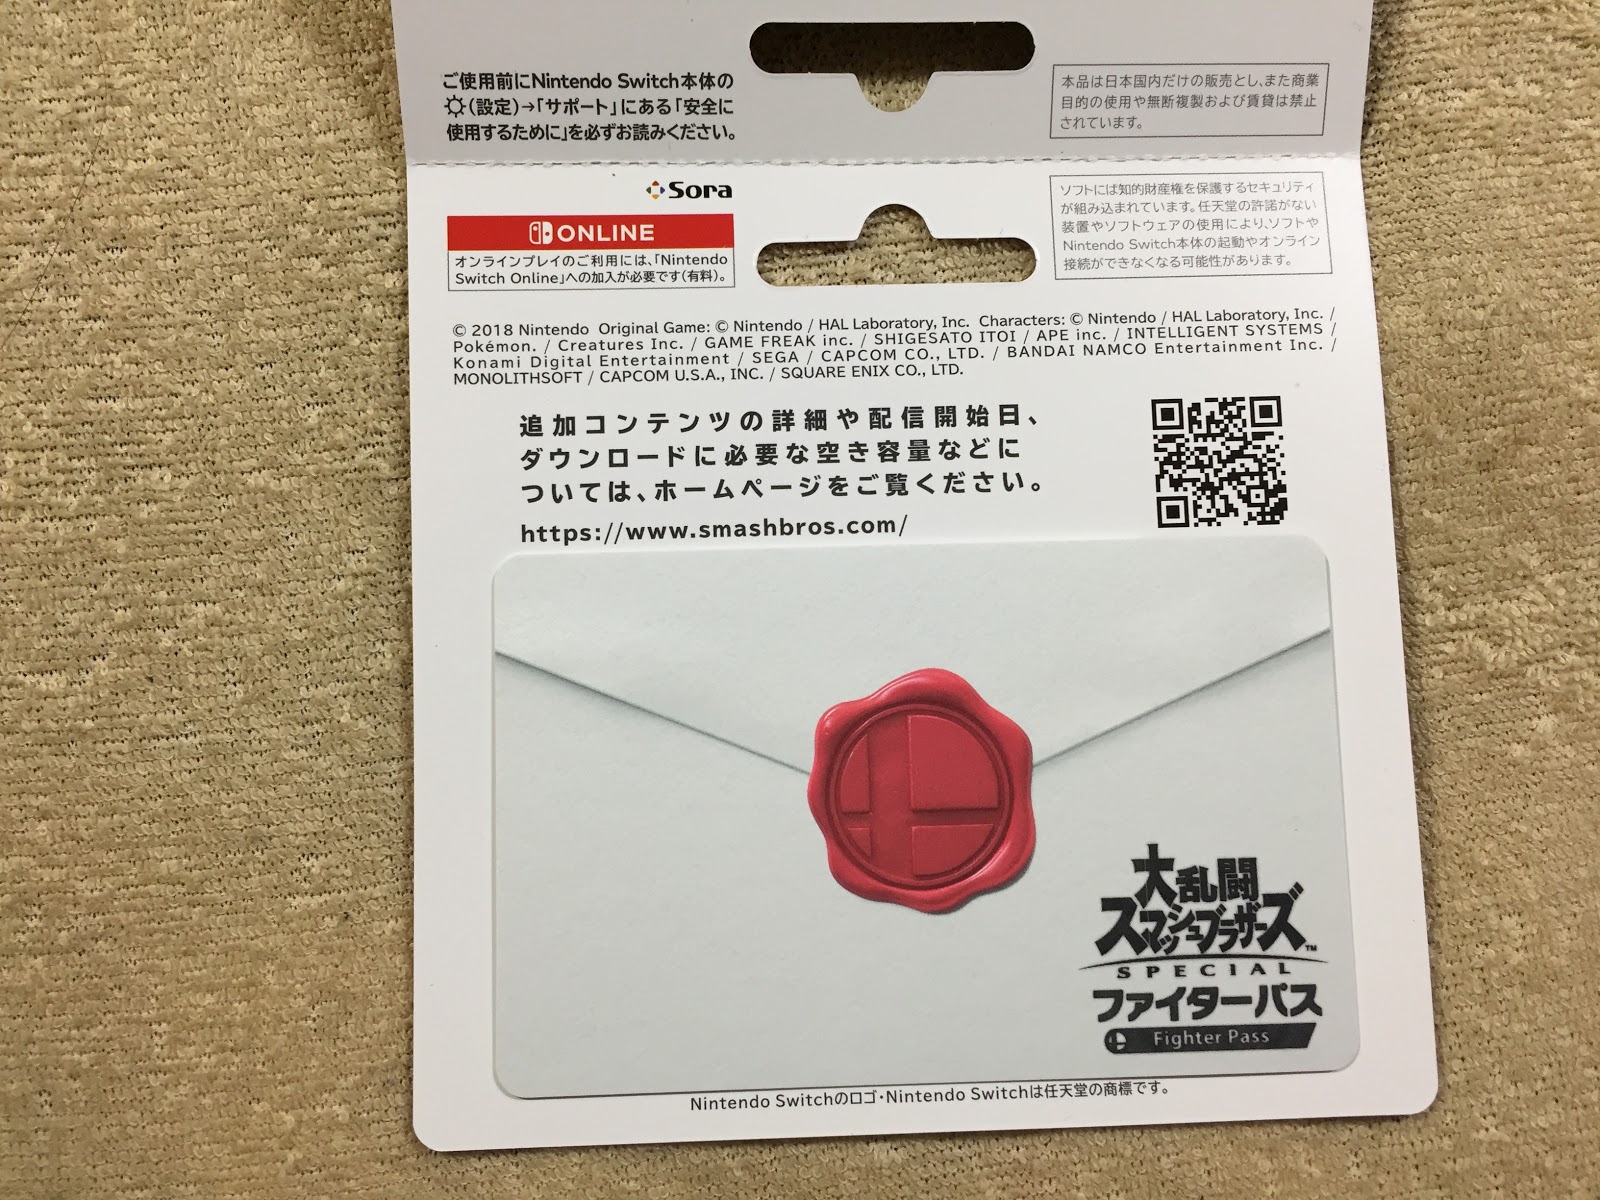 ご使用前にNintendo Switch本体の
(設定)→「サポート」にある「安全に
使用するために」を必ずお読みください。
本品は日本国内だけの販売とし、また商業
目的の使用や無断複製および賃貸は禁止
されています。
Sora
ONLINE
オンラインプレイのご利用には、「Nintendo
Switch Online」への加入が必要です(有料)。
ソフトには知的財産権を保護するセキュリティ
が組み込まれています。任天堂の許諾がない
装置やソフトウェアの使用により、ソフトや
Nintendo Switch本体の起動やオンライン
接続ができなくなる可能性があります。
© 2018 Nintendo Original Game: © Nintendo / HAL Laboratory, Inc. Characters: © Nintendo / HAL Laboratory, Inc. /
Pokémon. / Creatures Inc. / GAME FREAK inc. / SHIGESATO ITOI / APE inc. / INTELLIGENT SYSTEMS /
Konami Digital Entertainment / SEGA / CAPCOM CO., LTD. / BANDAI NAMCO Entertainment Inc. /
MONOLITHSOFT / CAPCOM U.S.A., INC. / SQUARE ENIX CO., LTD.
追加コンテンツの詳細や配信開始日、
ダウンロードに必要な空き容量などに
ついては、ホームページをご覧ください。
https://www.smashbros.com/
大乱闘
スマッシュブラザーズ™
SPECIAL
ファイターパス
Fighter Pass
Nintendo Switchのロゴ・Nintendo Switchは任天堂の商標です。